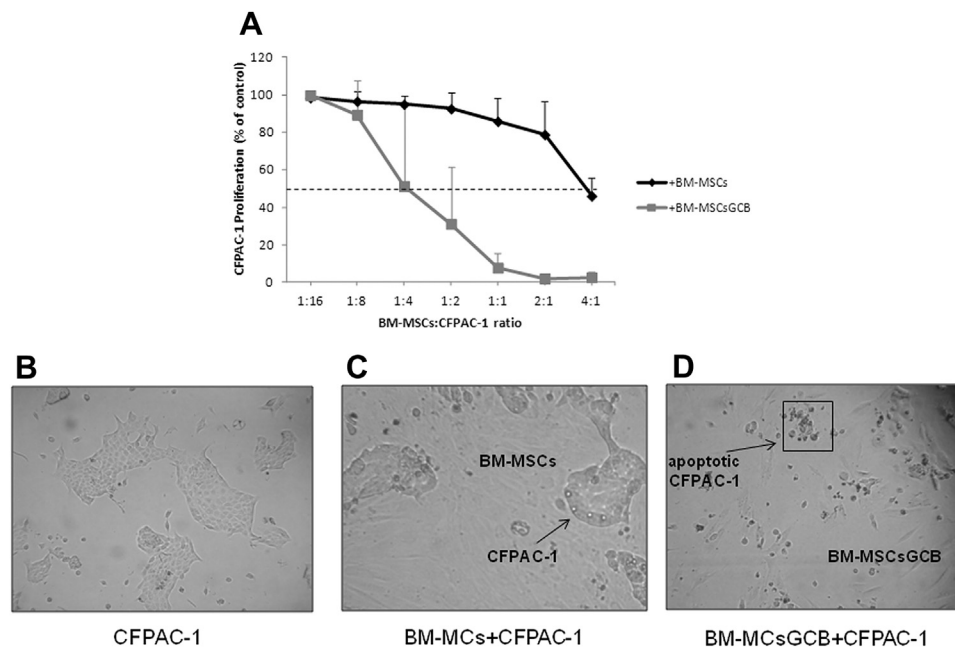 A
CFPAC-1 Proliferation (% of control)
120
100
80
60
40
20
0
1:16 1:8 1:4 1:2 1:1 2:1 4:1
BM-MSCs:CFPAC-1 ratio
+BM-MSCs
+BM-MSCsGCB
B
CFPAC-1
C
BM-MSCs
CFPAC-1
BM-MCs+CFPAC-1
D
apoptotic
CFPAC-1
BM-MSCsGCB
BM-MCsGCB+CFPAC-1